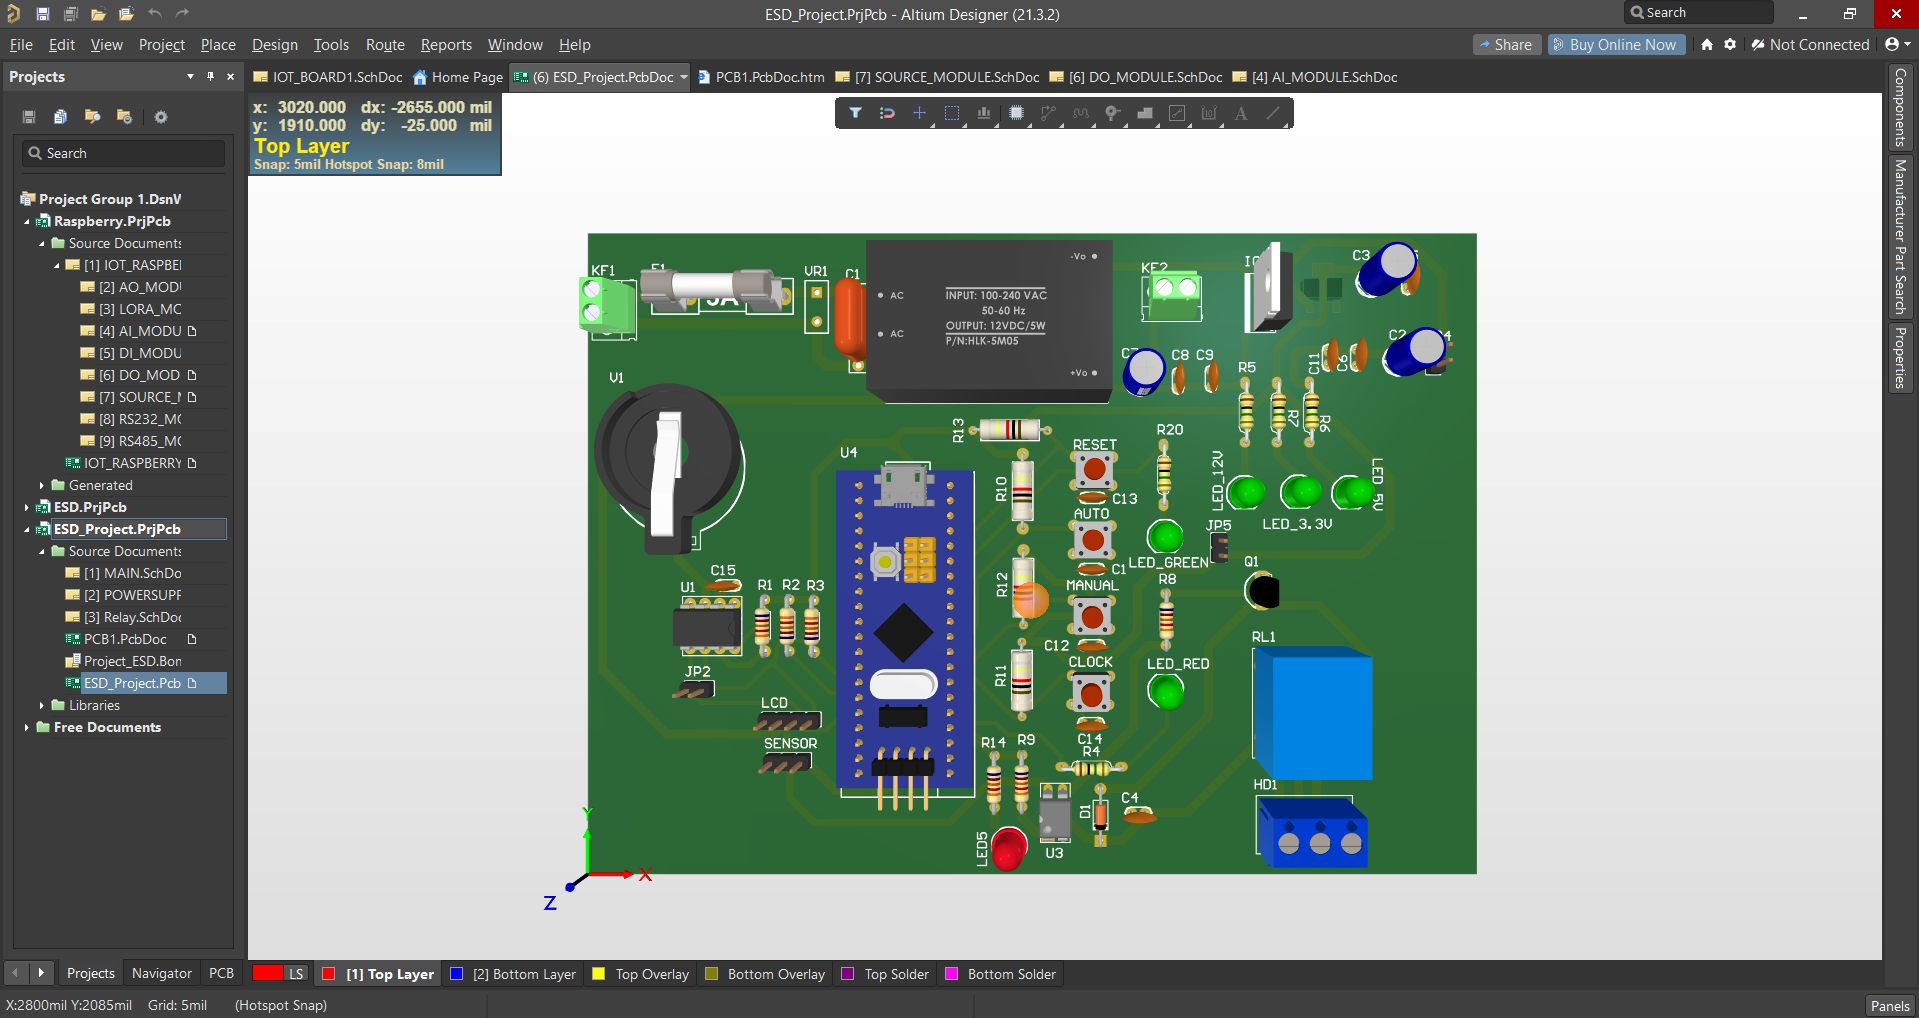 ESD_Project.PrjPcb - Altium Designer (21.3.2)
Search
File Edit View Project Place Design Tools Route Reports Window Help
Share
Buy Online Now
Not Connected
Projects
IOT_BOARD1.SchDoc
Home Page
(6) ESD_Project.PcbDoc
PCB1.PcbDoc.htm
[7] SOURCE_MODULE.SchDoc
[6] DO_MODULE.SchDoc
[4] AI_MODULE.SchDoc
x: 3020.000 dx: -2655.000 mil
y: 1910.000 dy: -25.000 mil
Top Layer
Snap: 5mil Hotspot Snap: 8mil
Search
Project Group 1.DsnW
Raspberry.PrjPcb
Source Documents
[1] IOT_RASPBE
[2] AO_MODU
[3] LORA_MO
[4] AI_MODU
[5] DI_MODU
[6] DO_MOD
[7] SOURCE_M
[8] RS232_MO
[9] RS485_MO
IOT_RASPBERRY
Generated
ESD.PrjPcb
ESD_Project.PrjPcb
Source Documents
[1] MAIN.SchDo
[2] POWERSUPP
[3] Relay.SchDoc
PCB1.PcbDoc
Project_ESD.Bom
ESD_Project.Pcb
Libraries
Free Documents
Components
Manufacturer Part Search
Properties
KF1
F1
VR1
C1
-Vo
AC
INPUT: 100-240 VAC
50-60 Hz
AC
OUTPUT: 12VDC/5W
P/N:HLK-5M05
+Vo
KF2
C3
C2
C7
C8
C9
C11
C6
R5
R7
R6
V1
R13
U4
RESET
R20
R10
C13
LED_12V
LED_5V
AUTO
LED_3.3V
JP5
C1
LED_GREEN
Q1
R12
MANUAL
R8
C15
U1
R1
R2
R3
C12
RL1
CLOCK
LED_RED
R11
JP2
LCD
SENSOR
C14
R14
R9
R4
HD1
D1
C4
LED5
U3
Y
X
Z
Projects
Navigator
PCB
LS
[1] Top Layer
[2] Bottom Layer
Top Overlay
Bottom Overlay
Top Solder
Bottom Solder
X:2800mil Y:2085mil Grid: 5mil (Hotspot Snap)
Panels